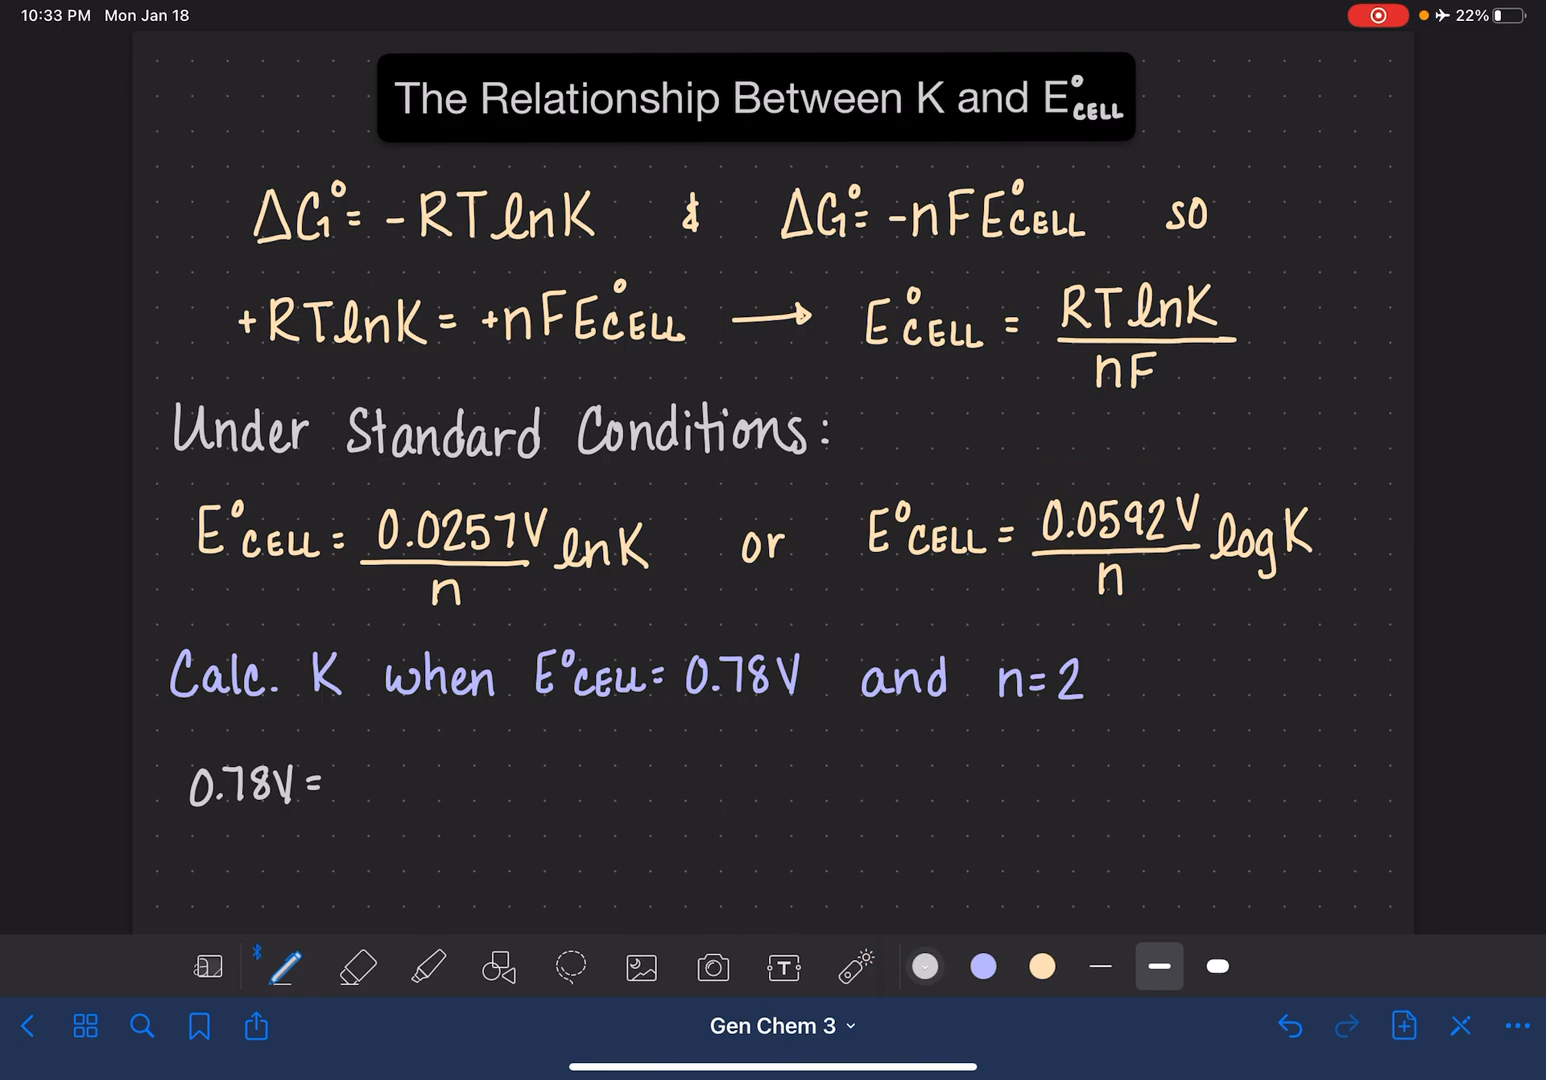 10:33 PM Mon Jan 18 22%
The Relationship Between K and E°CELL
ΔG° = -RTlnK & ΔG° = -nFE°CELL so
+RTlnK = +nFE°CELL → E°CELL = RTlnK / nF
Under Standard Conditions:
E°CELL = 0.0257V / n lnK or E°CELL = 0.0592V / n logK
Calc. K when E°CELL = 0.78V and n=2
0.78V =
T
Gen Chem 3